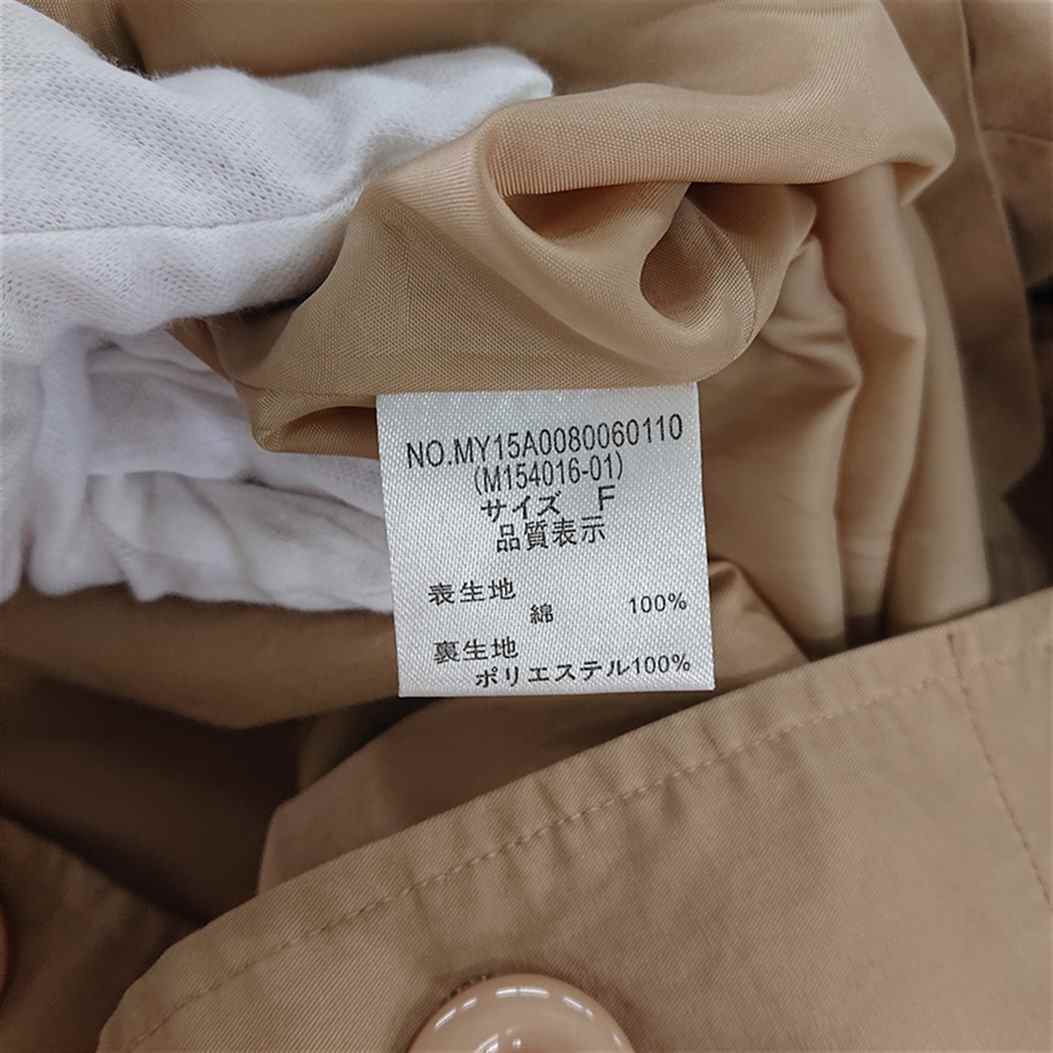 NO.MY15A0080060110
(M154016-01)
サイズ F
品質表示
表生地
綿 100%
裏生地
ポリエステル100%